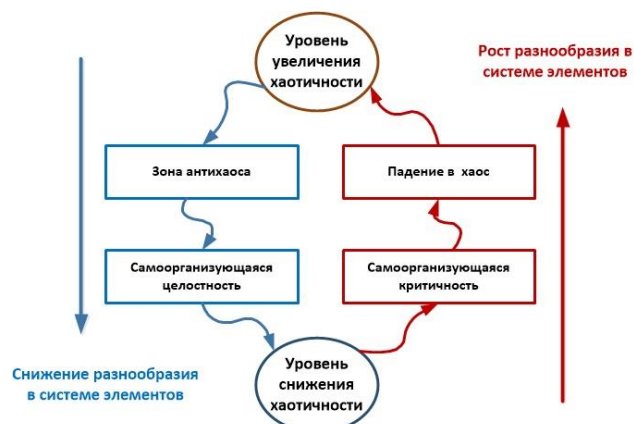 Уровень
увеличения
хаотичности
Рост разнообразия в
системе элементов
Зона антихаоса
Падение в хаос
Самоорганизующаяся
целостность
Самоорганизующаяся
критичность
Снижение разнообразия
в системе элементов
Уровень
снижения
хаотичности